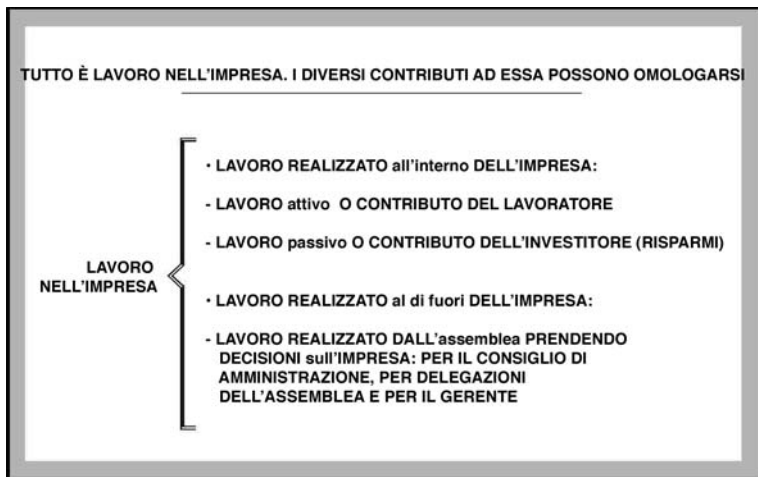 TUTTO È LAVORO NELL'IMPRESA. I DIVERSI CONTRIBUTI AD ESSA POSSONO OMOLOGARSI
LAVORO
NELL'IMPRESA
· LAVORO REALIZZATO all'interno DELL'IMPRESA:
- LAVORO attivo O CONTRIBUTO DEL LAVORATORE
- LAVORO passivo O CONTRIBUTO DELL'INVESTITORE (RISPARMI)
· LAVORO REALIZZATO al di fuori DELL'IMPRESA:
- LAVORO REALIZZATO DALL'assemblea PRENDENDO
DECISIONI sull'IMPRESA: PER IL CONSIGLIO DI
AMMINISTRAZIONE, PER DELEGAZIONI
DELL'ASSEMBLEA E PER IL GERENTE